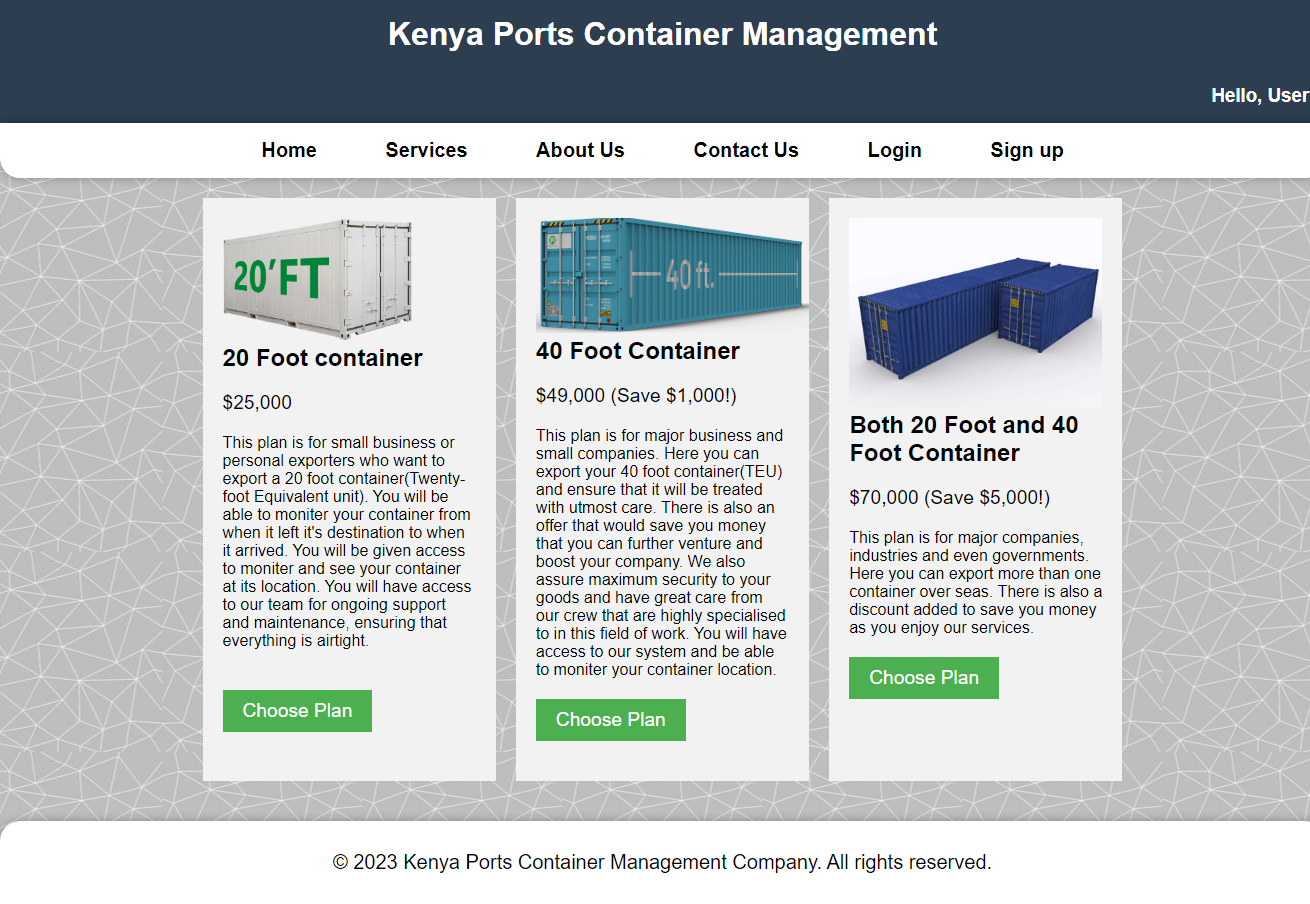 Kenya Ports Container Management
Hello, User
Home Services About Us Contact Us Login Sign up
20'FT
20 Foot container
$25,000
This plan is for small business or
personal exporters who want to
export a 20 foot container(Twenty-
foot Equivalent unit). You will be
able to moniter your container from
when it left it's destination to when
it arrived. You will be given access
to moniter and see your container
at its location. You will have access
to our team for ongoing support
and maintenance, ensuring that
everything is airtight.
Choose Plan
40 ft.
40 Foot Container
$49,000 (Save $1,000!)
This plan is for major business and
small companies. Here you can
export your 40 foot container(TEU)
and ensure that it will be treated
with utmost care. There is also an
offer that would save you money
that you can further venture and
boost your company. We also
assure maximum security to your
goods and have great care from
our crew that are highly specialised
to in this field of work. You will have
access to our system and be able
to moniter your container location.
Choose Plan
Both 20 Foot and 40
Foot Container
$70,000 (Save $5,000!)
This plan is for major companies,
industries and even governments.
Here you can export more than one
container over seas. There is also a
discount added to save you money
as you enjoy our services.
Choose Plan
© 2023 Kenya Ports Container Management Company. All rights reserved.